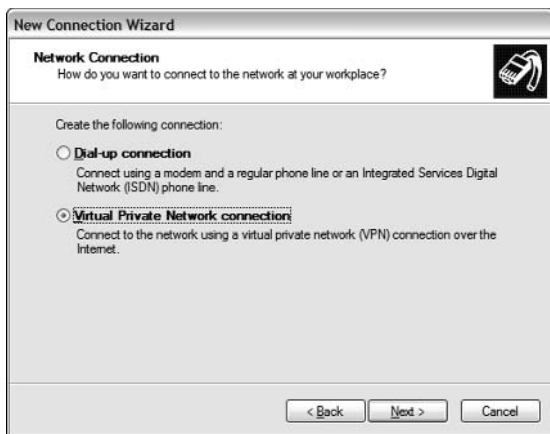 New Connection Wizard
Network Connection
How do you want to connect to the network at your workplace?
Create the following connection:
Dial-up connection
Connect using a modem and a regular phone line or an Integrated Services Digital
Network (ISDN) phone line.
Virtual Private Network connection
Connect to the network using a virtual private network (VPN) connection over the
Internet.
< Back
Next >
Cancel